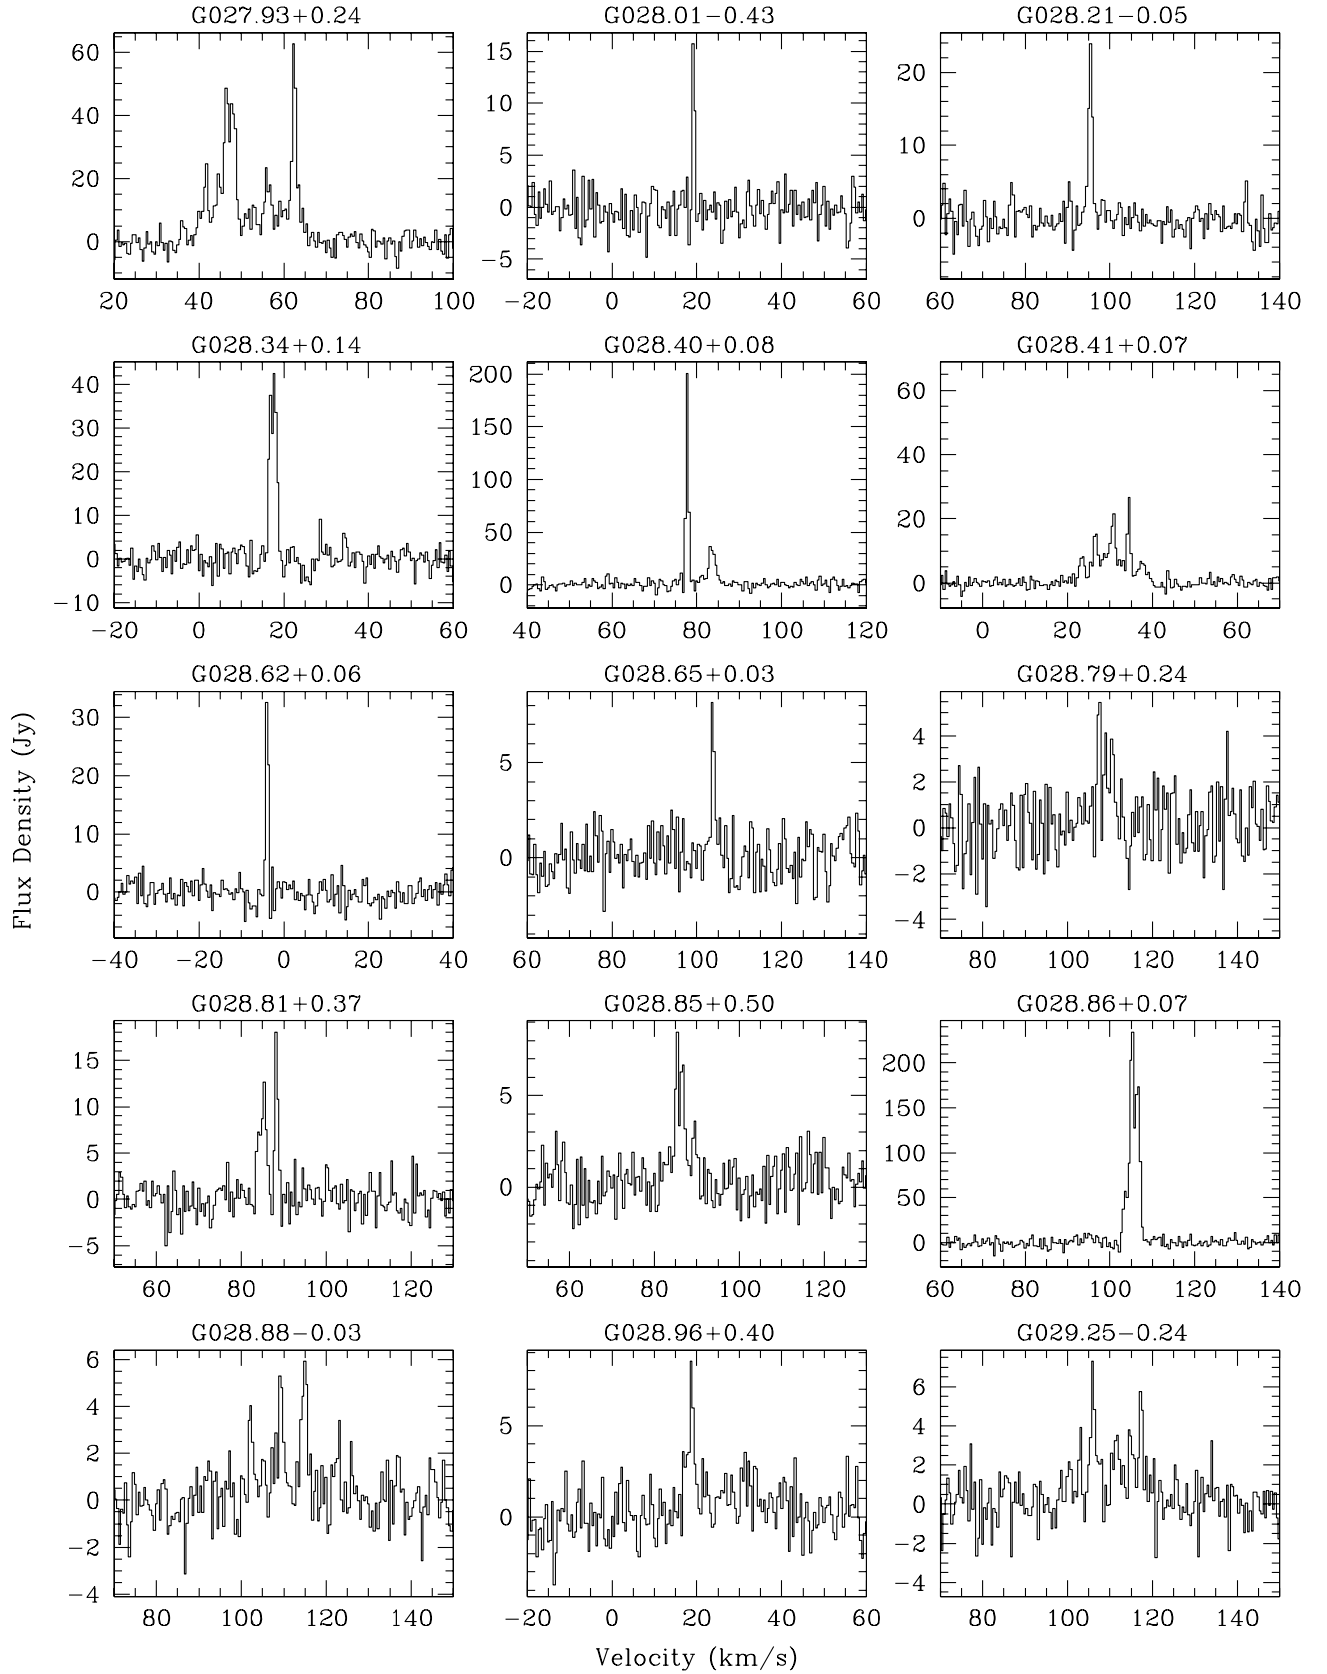 G027.93+0.24 G028.01−0.43 G028.21−0.05
60 15 20
40 10
20 5 10
0 0 0
−5
20 40 60 80 100 −20 0 20 40 60 60 80 100 120 140
G028.34+0.14 G028.40+0.08 G028.41+0.07
40 200 60
30 150 40
20 100
10 50 20
0 0 0
−10
−20 0 20 40 60 40 60 80 100 120 0 20 40 60
G028.62+0.06 G028.65+0.03 G028.79+0.24
30 5 4
20 2
10 0
0 0 −2
−4
−40 −20 0 20 40 60 80 100 120 140 80 100 120 140
Flux Density (Jy)
G028.81+0.37 G028.85+0.50 G028.86+0.07
15 5 200
10 150
5 100
0 0 50
−5 0
60 80 100 120 60 80 100 120 60 80 100 120 140
G028.88−0.03 G028.96+0.40 G029.25−0.24
6 5 6
4 4
2 2
0 0 0
−2 −2
−4 −4
80 100 120 140 −20 0 20 40 60 80 100 120 140
Velocity (km/s)